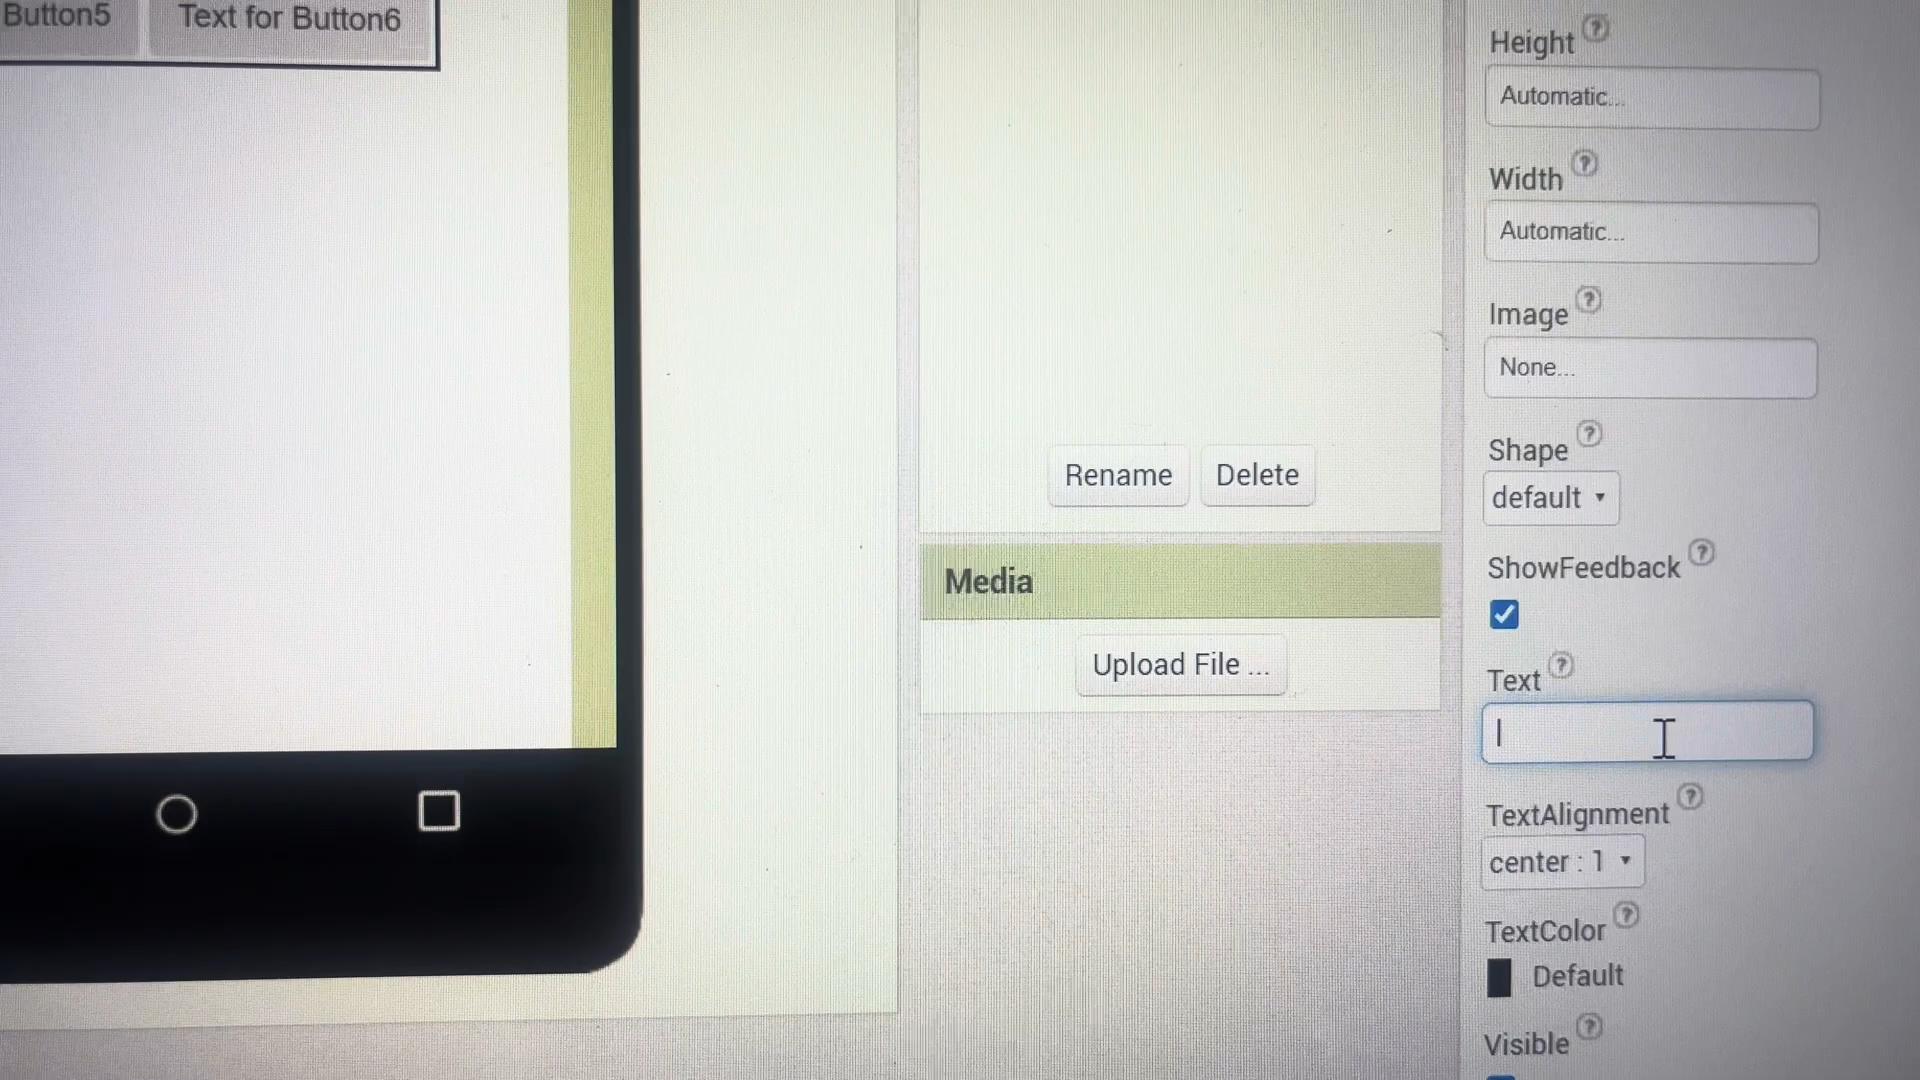 Button5
Text for Button6
Rename
Delete
Media
Upload File ...
Height ?
Automatic...
Width ?
Automatic...
Image ?
None...
Shape ?
default
ShowFeedback ?
Text ?
TextAlignment ?
center : 1
TextColor ?
Default
Visible ?